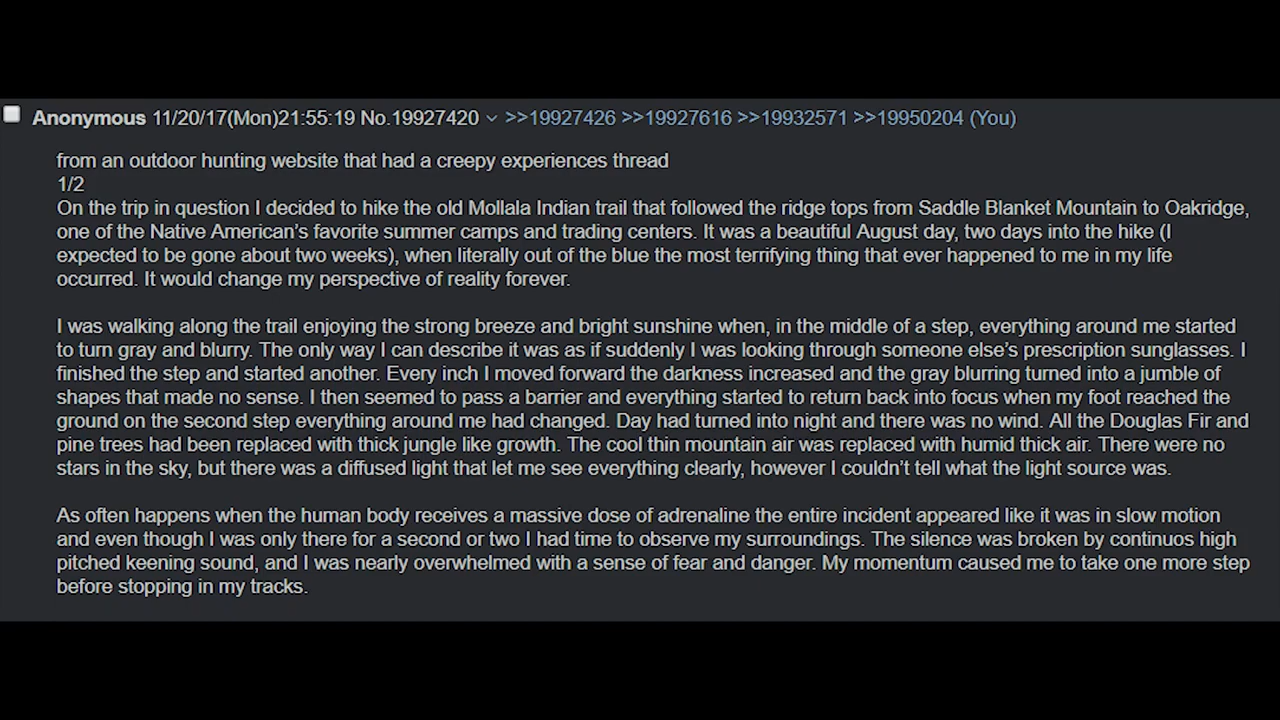 Anonymous 11/20/17(Mon)21:55:19 No.19927420 >>19927426 >>19927616 >>19932571 >>19950204 (You)
from an outdoor hunting website that had a creepy experiences thread
1/2
On the trip in question I decided to hike the old Mollala Indian trail that followed the ridge tops from Saddle Blanket Mountain to Oakridge,
one of the Native American’s favorite summer camps and trading centers. It was a beautiful August day, two days into the hike (I
expected to be gone about two weeks), when literally out of the blue the most terrifying thing that ever happened to me in my life
occurred. It would change my perspective of reality forever.
I was walking along the trail enjoying the strong breeze and bright sunshine when, in the middle of a step, everything around me started
to turn gray and blurry. The only way I can describe it was as if suddenly I was looking through someone else’s prescription sunglasses. I
finished the step and started another. Every inch I moved forward the darkness increased and the gray blurring turned into a jumble of
shapes that made no sense. I then seemed to pass a barrier and everything started to return back into focus when my foot reached the
ground on the second step everything around me had changed. Day had turned into night and there was no wind. All the Douglas Fir and
pine trees had been replaced with thick jungle like growth. The cool thin mountain air was replaced with humid thick air. There were no
stars in the sky, but there was a diffused light that let me see everything clearly, however I couldn’t tell what the light source was.
As often happens when the human body receives a massive dose of adrenaline the entire incident appeared like it was in slow motion
and even though I was only there for a second or two I had time to observe my surroundings. The silence was broken by continuos high
pitched keening sound, and I was nearly overwhelmed with a sense of fear and danger. My momentum caused me to take one more step
before stopping in my tracks.